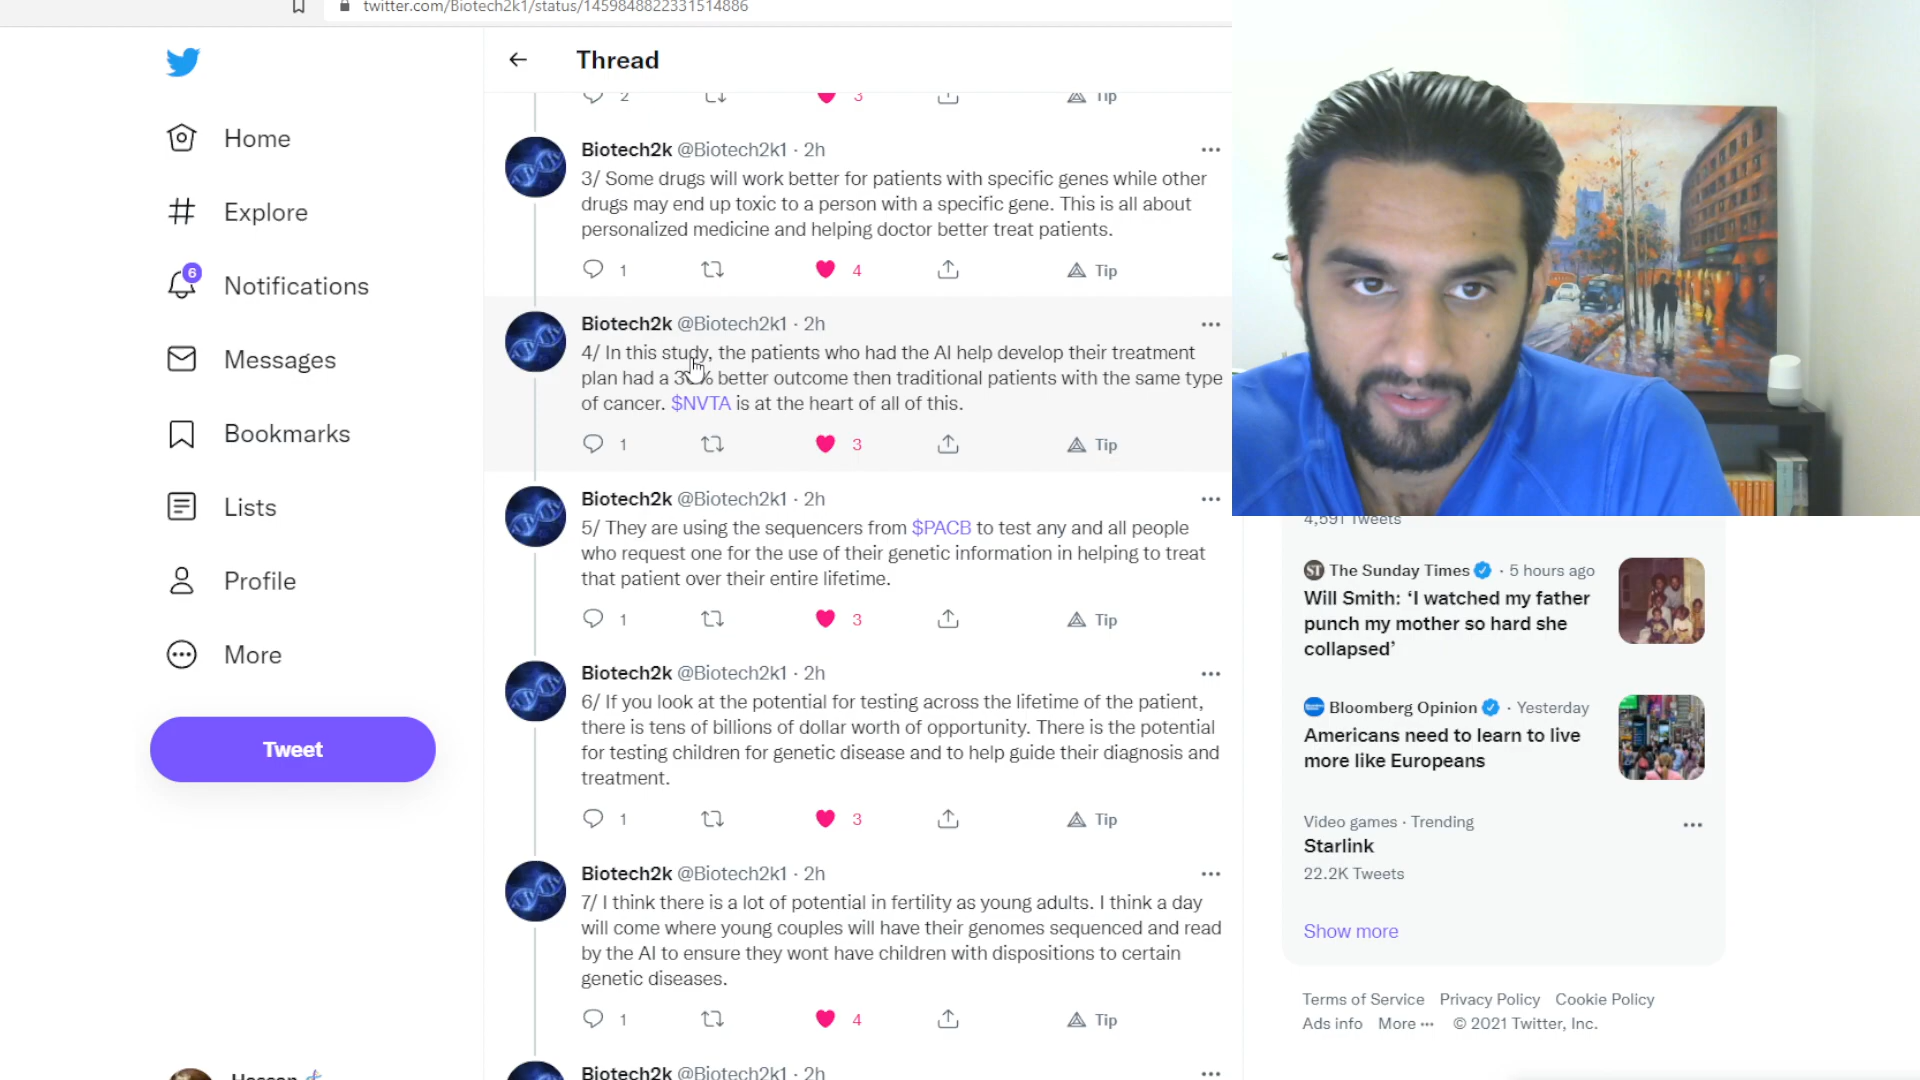 twitter.com/Biotech2k1/status/1459848822331514886
Home
Explore
6
Notifications
Messages
Bookmarks
Lists
Profile
More
Tweet
Thread
2 3 Tip
Biotech2k @Biotech2k1 · 2h
3/ Some drugs will work better for patients with specific genes while other
drugs may end up toxic to a person with a specific gene. This is all about
personalized medicine and helping doctor better treat patients.
1 4 Tip
Biotech2k @Biotech2k1 · 2h
4/ In this study, the patients who had the AI help develop their treatment
plan had a better outcome then traditional patients with the same type
of cancer. $NVTA is at the heart of all of this.
1 3 Tip
Biotech2k @Biotech2k1 · 2h
5/ They are using the sequencers from $PACB to test any and all people
who request one for the use of their genetic information in helping to treat
that patient over their entire lifetime.
1 3 Tip
Biotech2k @Biotech2k1 · 2h
6/ If you look at the potential for testing across the lifetime of the patient,
there is tens of billions of dollar worth of opportunity. There is the potential
for testing children for genetic disease and to help guide their diagnosis and
treatment.
1 3 Tip
Biotech2k @Biotech2k1 · 2h
7/ I think there is a lot of potential in fertility as young adults. I think a day
will come where young couples will have their genomes sequenced and read
by the AI to ensure they wont have children with dispositions to certain
genetic diseases.
1 4 Tip
Biotech2k @Biotech2k1 · 2h
4,591 Tweets
ST The Sunday Times · 5 hours ago
Will Smith: ‘I watched my father
punch my mother so hard she
collapsed’
Bloomberg Opinion · Yesterday
Americans need to learn to live
more like Europeans
Video games · Trending
Starlink
22.2K Tweets
Show more
Terms of Service Privacy Policy Cookie Policy
Ads info More ··· © 2021 Twitter, Inc.